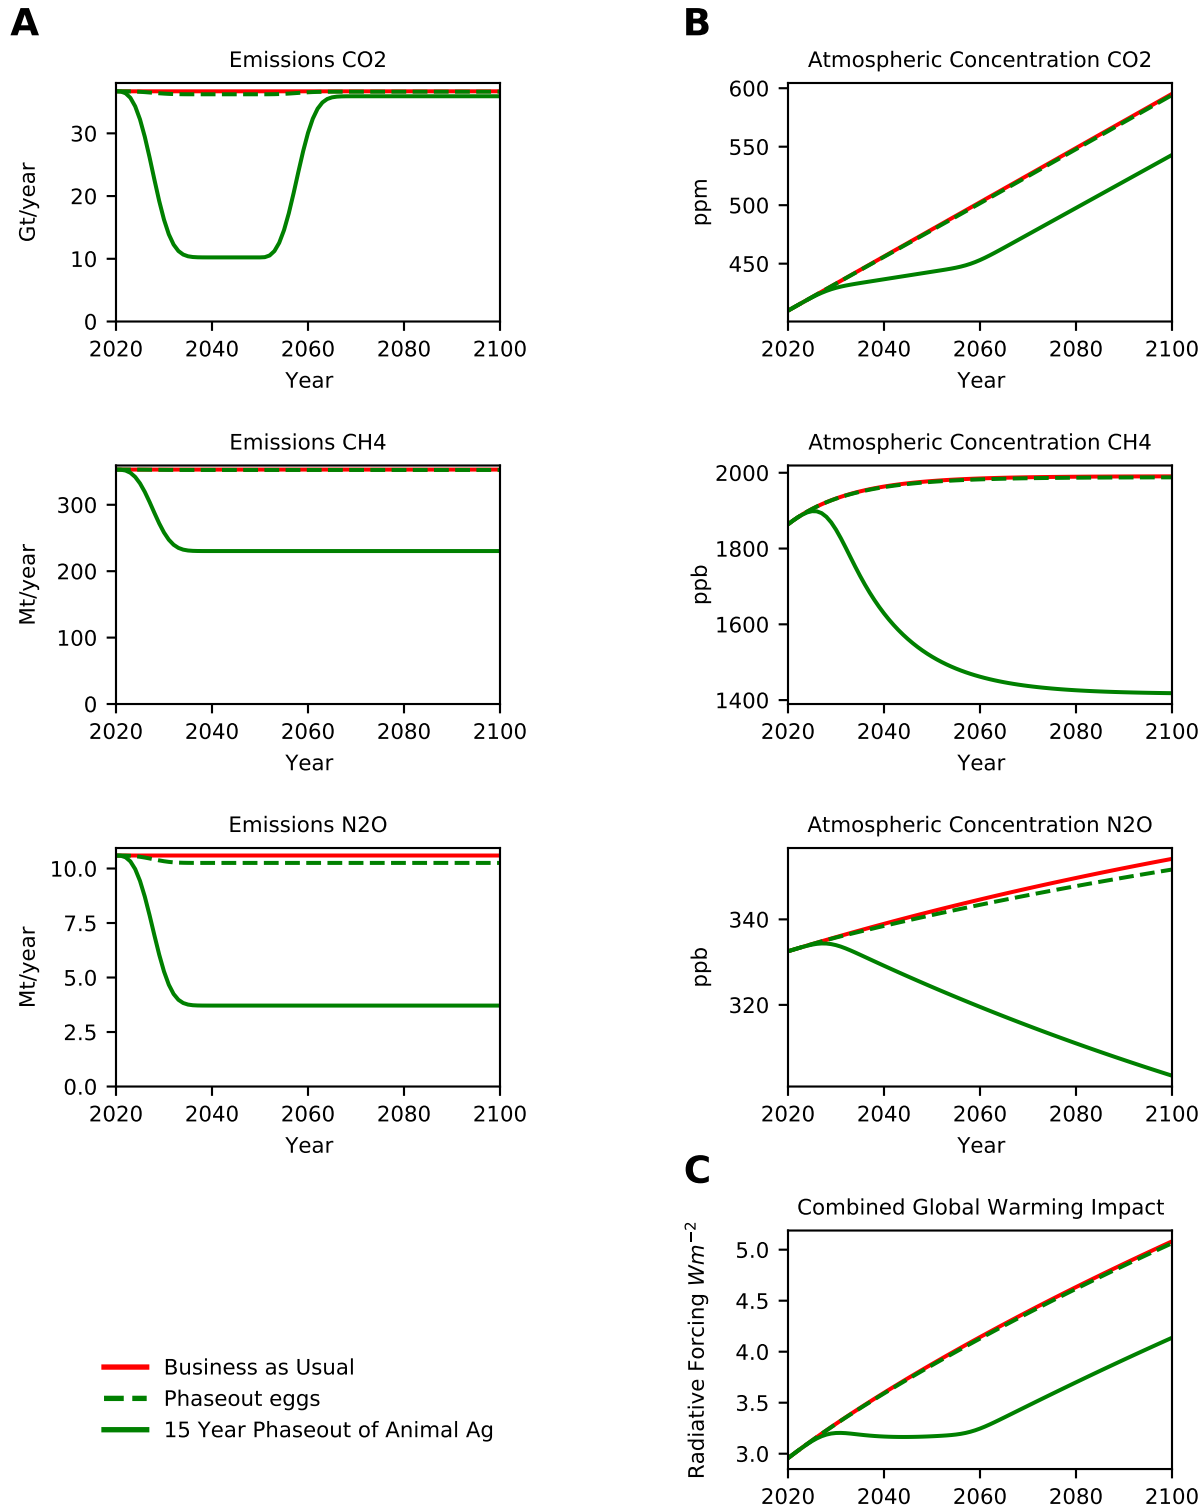 A
B
Emissions CO2
Atmospheric Concentration CO2
Gt/year
30
20
10
0
2020 2040 2060 2080 2100
Year
ppm
600
550
500
450
2020 2040 2060 2080 2100
Year
Emissions CH4
Atmospheric Concentration CH4
Mt/year
300
200
100
0
2020 2040 2060 2080 2100
Year
ppb
2000
1800
1600
1400
2020 2040 2060 2080 2100
Year
Emissions N2O
Atmospheric Concentration N2O
Mt/year
10.0
7.5
5.0
2.5
0.0
2020 2040 2060 2080 2100
Year
ppb
340
320
2020 2040 2060 2080 2100
Year
C
Combined Global Warming Impact
Radiative Forcing Wm⁻²
5.0
4.5
4.0
3.5
3.0
2020 2040 2060 2080 2100
Business as Usual
Phaseout eggs
15 Year Phaseout of Animal Ag